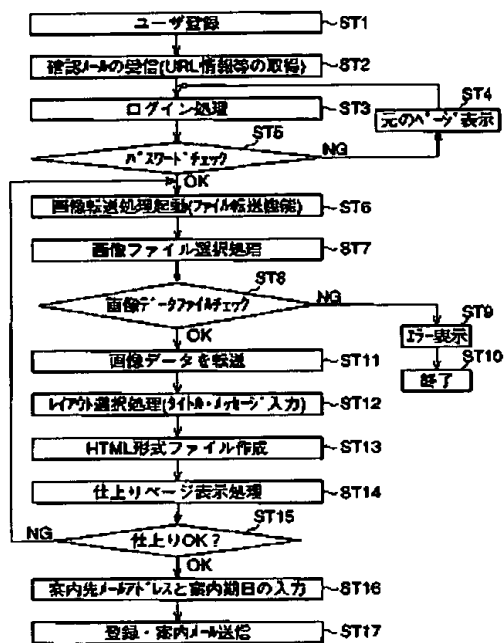 ユーザ登録 ST1
確認メールの受信(URL情報等の取得) ST2
ログイン処理 ST3
ST4
元のページ表示
ST5
パスワードチェック NG
OK
画像転送処理起動(ファイル転送機能) ST6
画像ファイル選択処理 ST7
ST8
画像データファイルチェック NG
OK
ST9
エラー表示
ST10
終了
画像データを転送 ST11
レイアウト選択処理(タイトル・メッセージ入力) ST12
HTML形式ファイル作成 ST13
仕上りページ表示処理 ST14
ST15
NG 仕上りOK?
OK
案内先メールアドレスと案内期日の入力 ST16
登録・案内メール送信 ST17